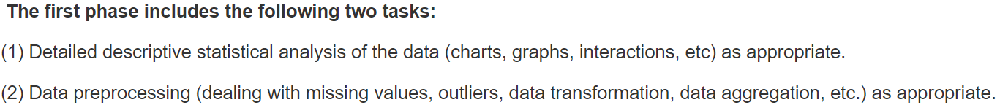 The first phase includes the following two tasks:
(1) Detailed descriptive statistical analysis of the data (charts, graphs, interactions, etc) as appropriate.
(2) Data preprocessing (dealing with missing values, outliers, data transformation, data aggregation, etc.) as appropriate.